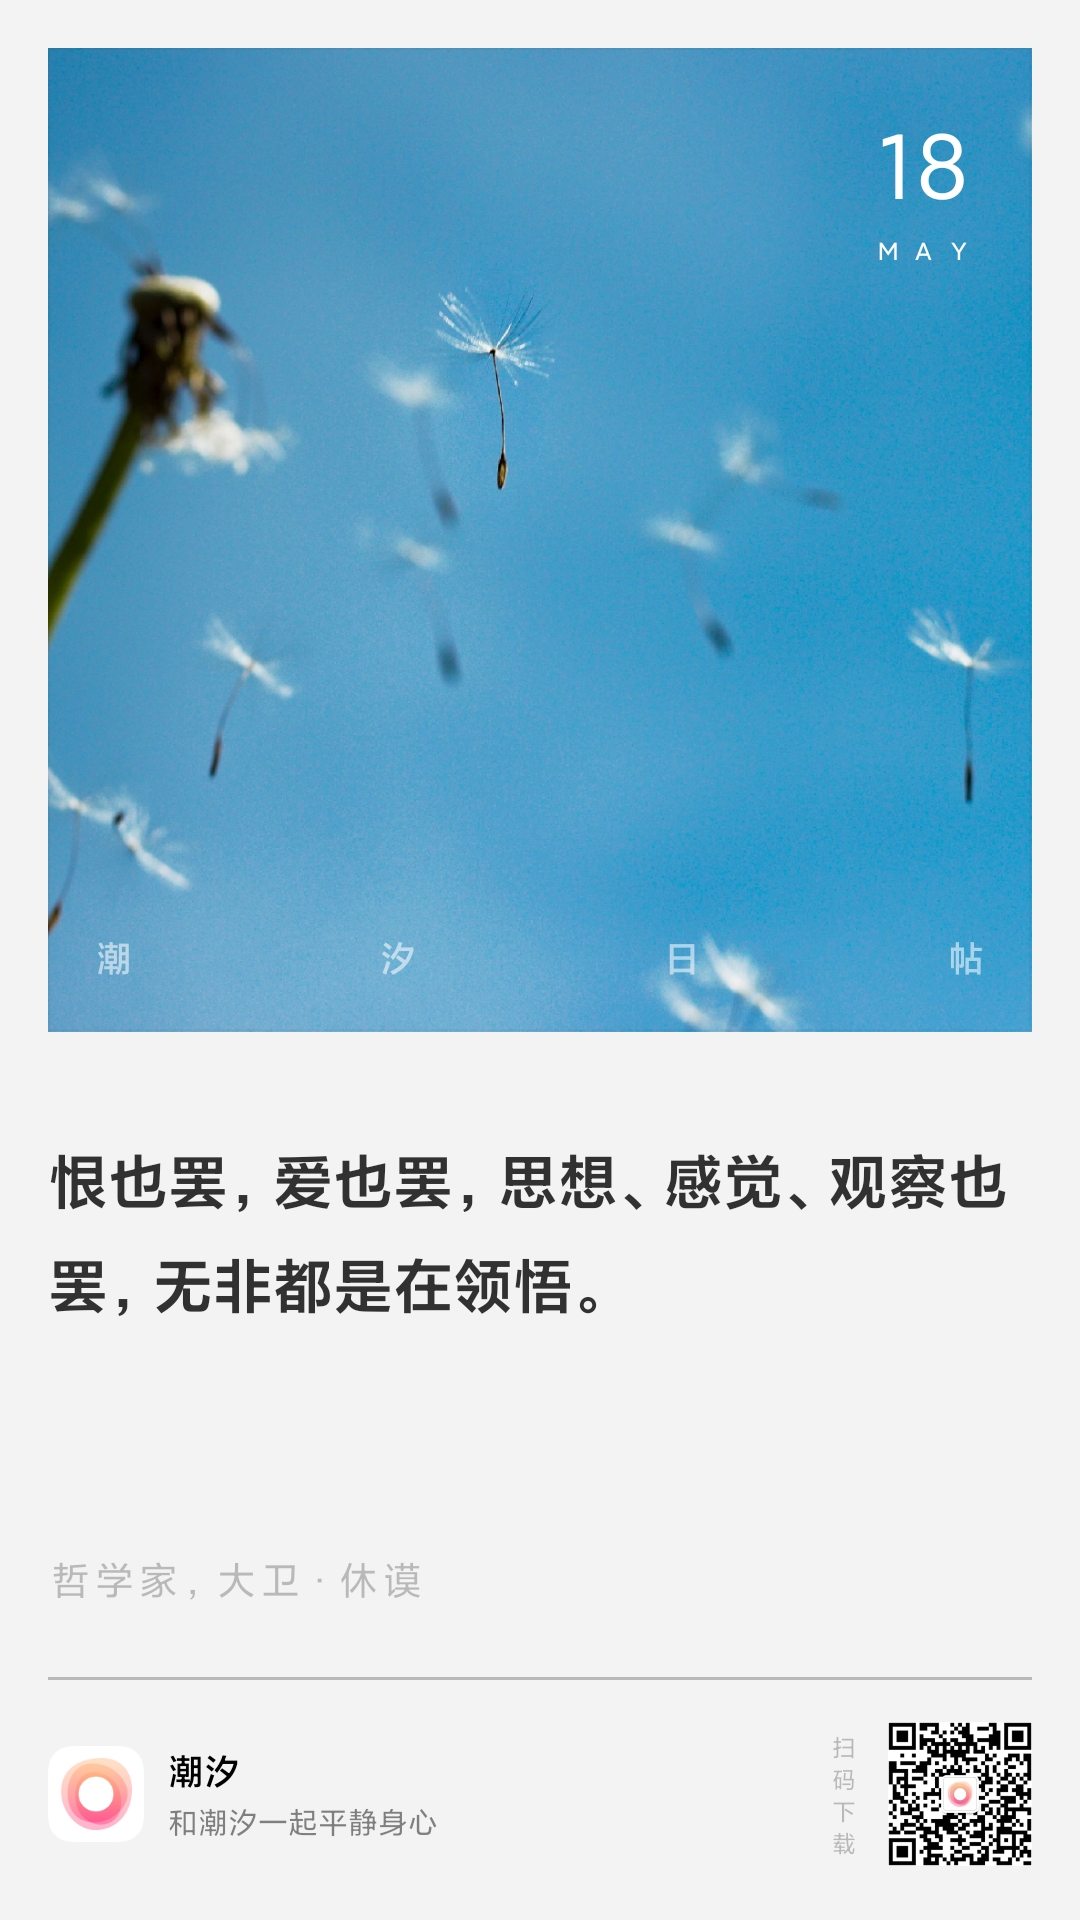 18
MAY
潮汐日帖
恨也罢，爱也罢，思想、感觉、观察也
罢，无非都是在领悟。
哲学家，大卫·休谟
潮汐
和潮汐一起平静身心
扫码下载